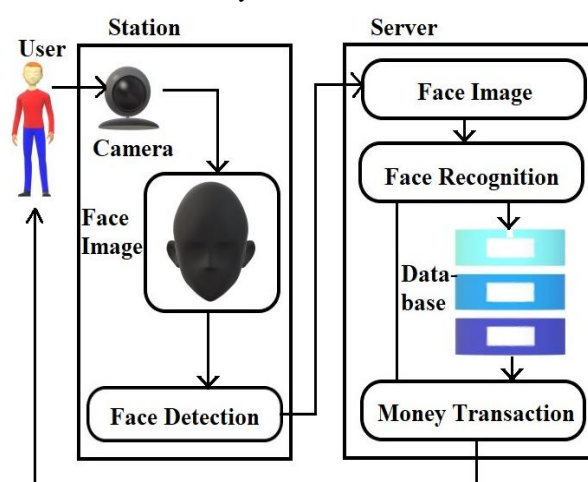 Station
Server
User
Face Image
Camera
Face Recognition
Face
Image
Data-
base
Face Detection
Money Transaction